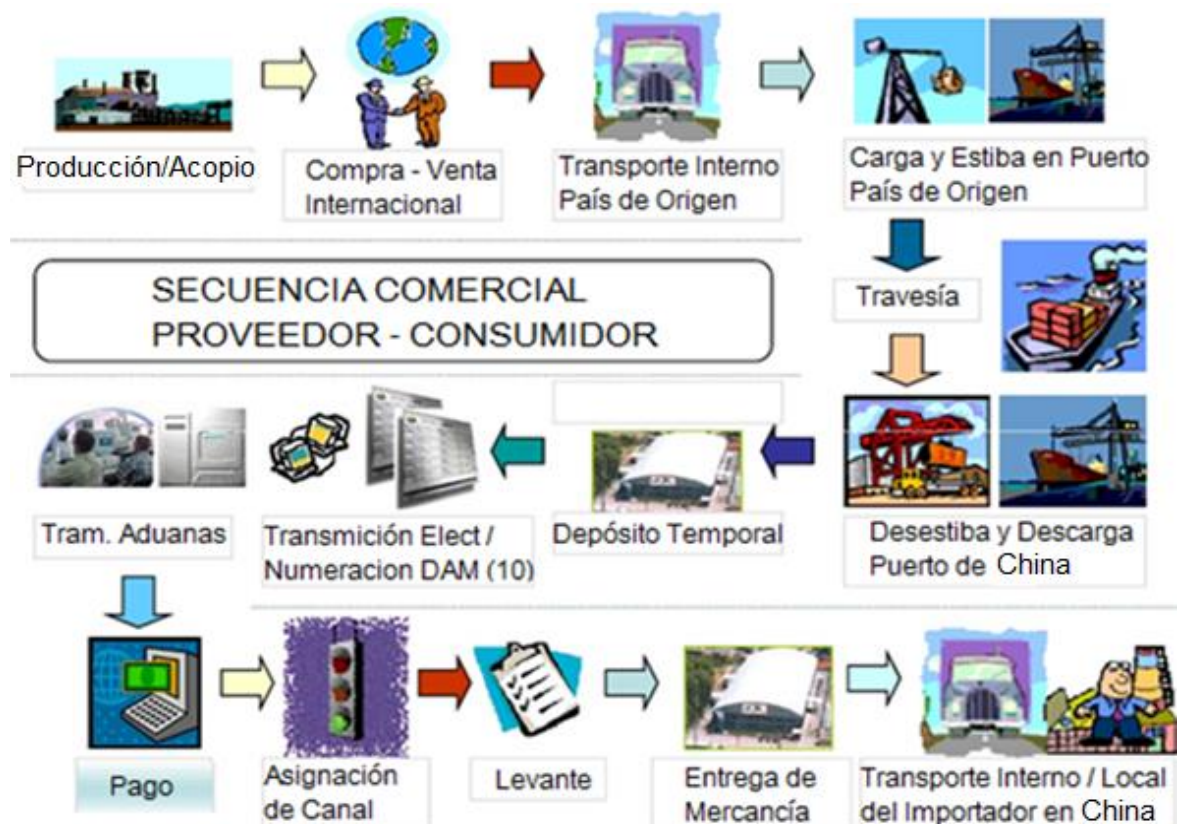 Producción/Acopio
Compra - Venta
Internacional
Transporte Interno
País de Origen
Carga y Estiba en Puerto
País de Origen
SECUENCIA COMERCIAL
PROVEEDOR - CONSUMIDOR
Travesía
Tram. Aduanas
Transmición Elect /
Numeracion DAM (10)
Depósito Temporal
Desestiba y Descarga
Puerto de China
Pago
Asignación
de Canal
Levante
Entrega de
Mercancía
Transporte Interno / Local
del Importador en China